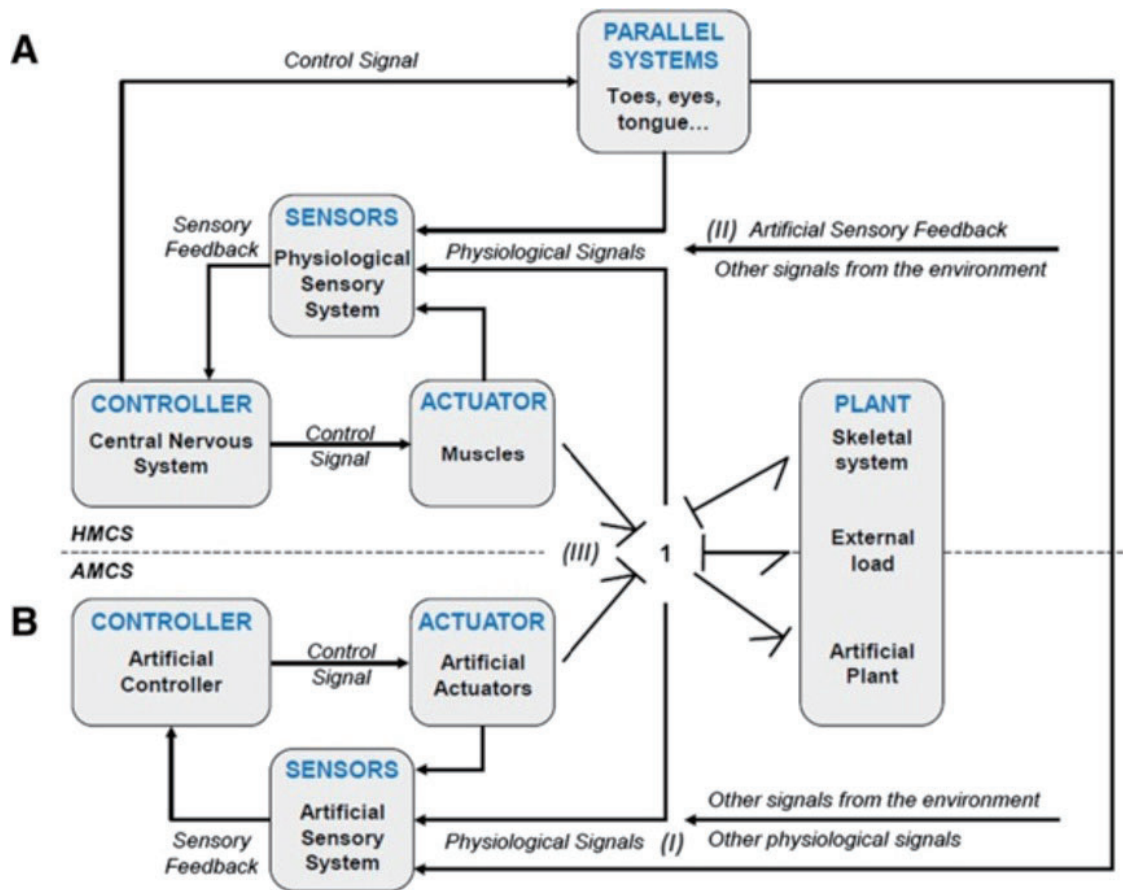 A
Control Signal
PARALLEL
SYSTEMS
Toes, eyes,
tongue...
Sensory
Feedback
SENSORS
Physiological
Sensory
System
Physiological Signals
(II) Artificial Sensory Feedback
Other signals from the environment
CONTROLLER
Central Nervous
System
Control
Signal
ACTUATOR
Muscles
PLANT
Skeletal
system
External
load
Artificial
Plant
HMCS
(III)
1
AMCS
B
CONTROLLER
Artificial
Controller
Control
Signal
ACTUATOR
Artificial
Actuators
SENSORS
Artificial
Sensory
System
Sensory
Feedback
Physiological Signals (I)
Other signals from the environment
Other physiological signals